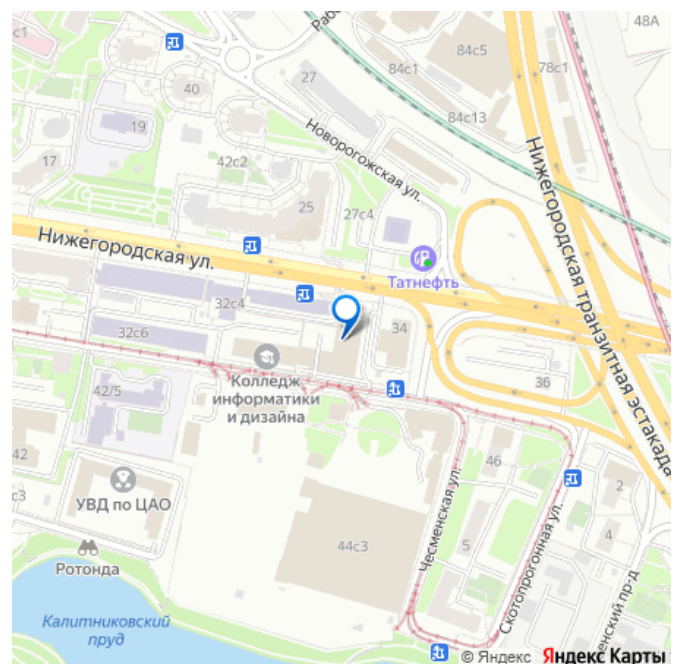 с1
Раб
48А
84с5
84с1
78с1
27
40
84с13
19
Новорогожская ул.
17
42с2
25
27с4
Нижегородская ул.
Нижегородская транзитная эстакада
Татнефть
32с4
32с6
34
36
Колледж
информатики
и дизайна
42/5
42
46
с3
УВД по ЦАО
2
Чесменская ул.
4
44с3
5
Скотопрогонная ул.
Ротонда
Калитниковский
пруд
енский пр-д
© Яндекс Яндекс Карты